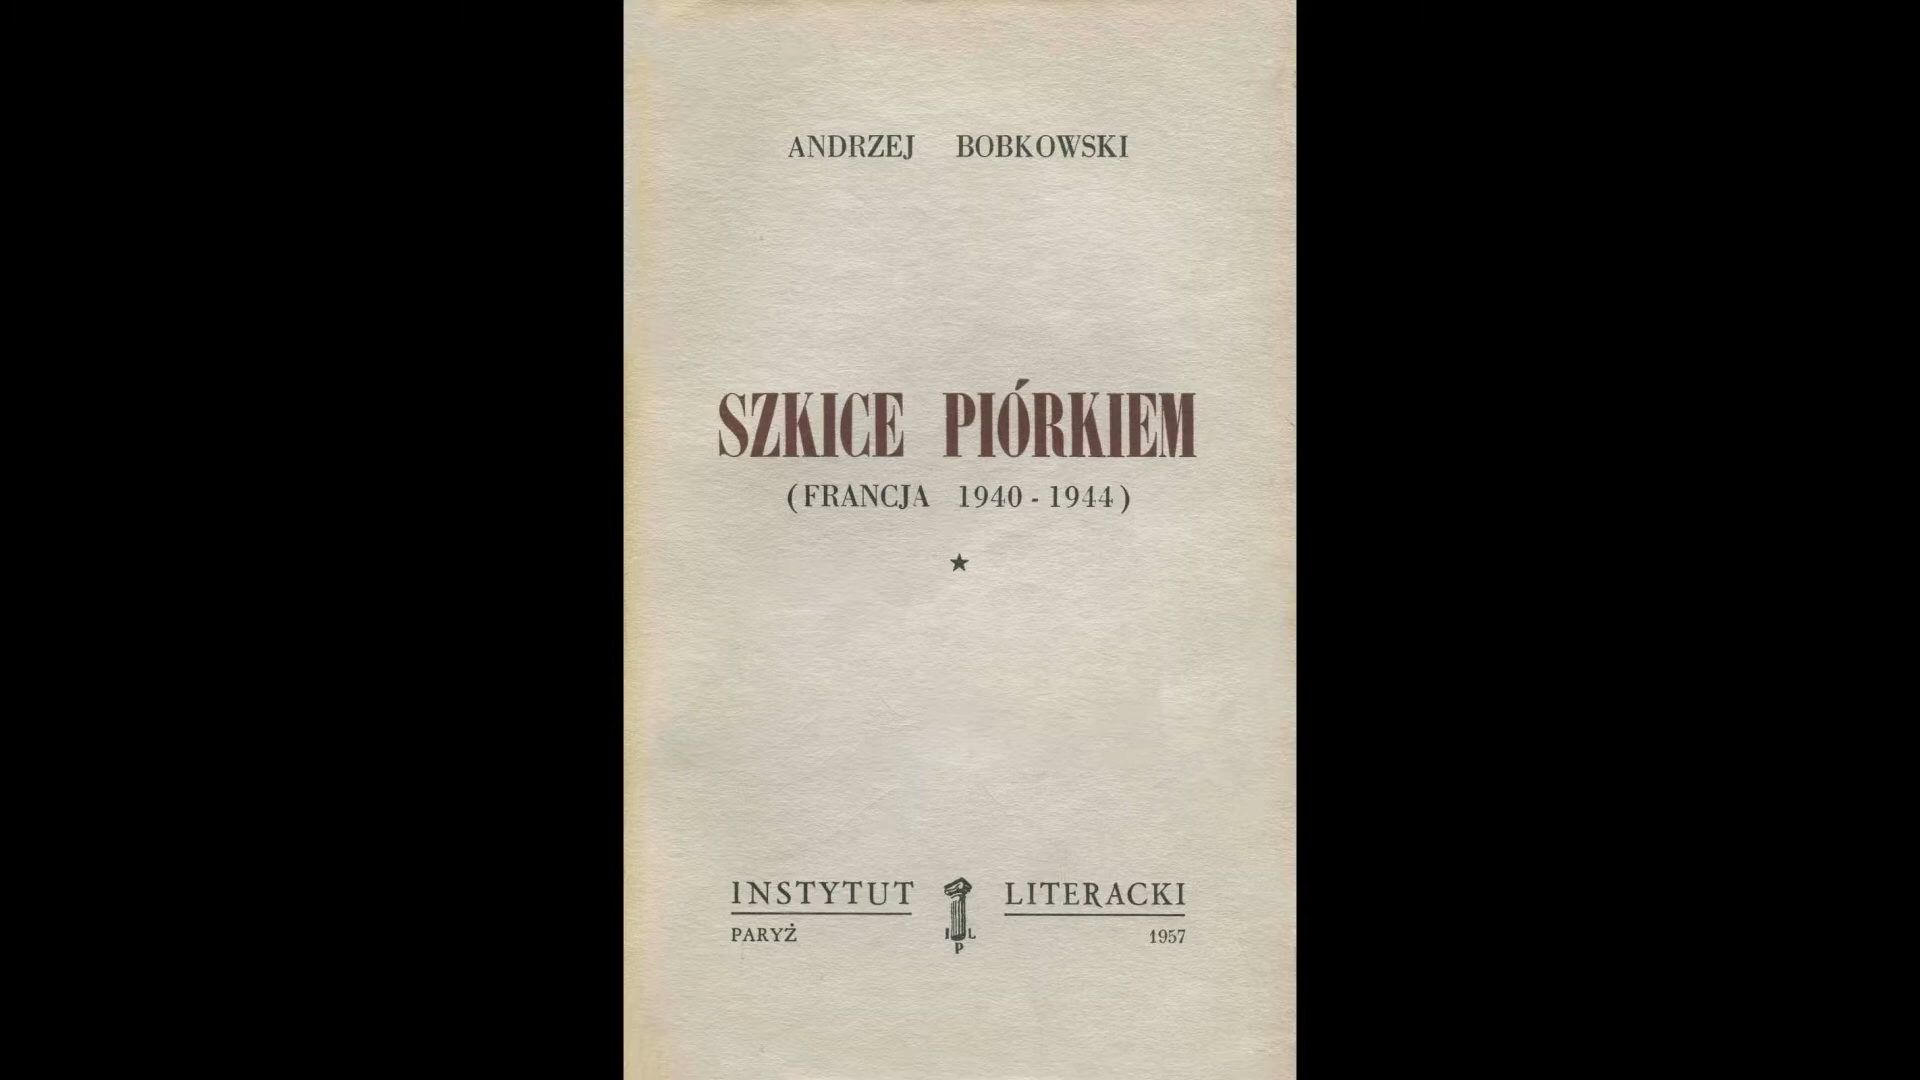 ANDRZEJ BOBKOWSKI
SZKICE PIÓRKIEM
(FRANCJA 1940 - 1944)
★
INSTYTUT LITERACKI
PARYŻ 1957
I L
P